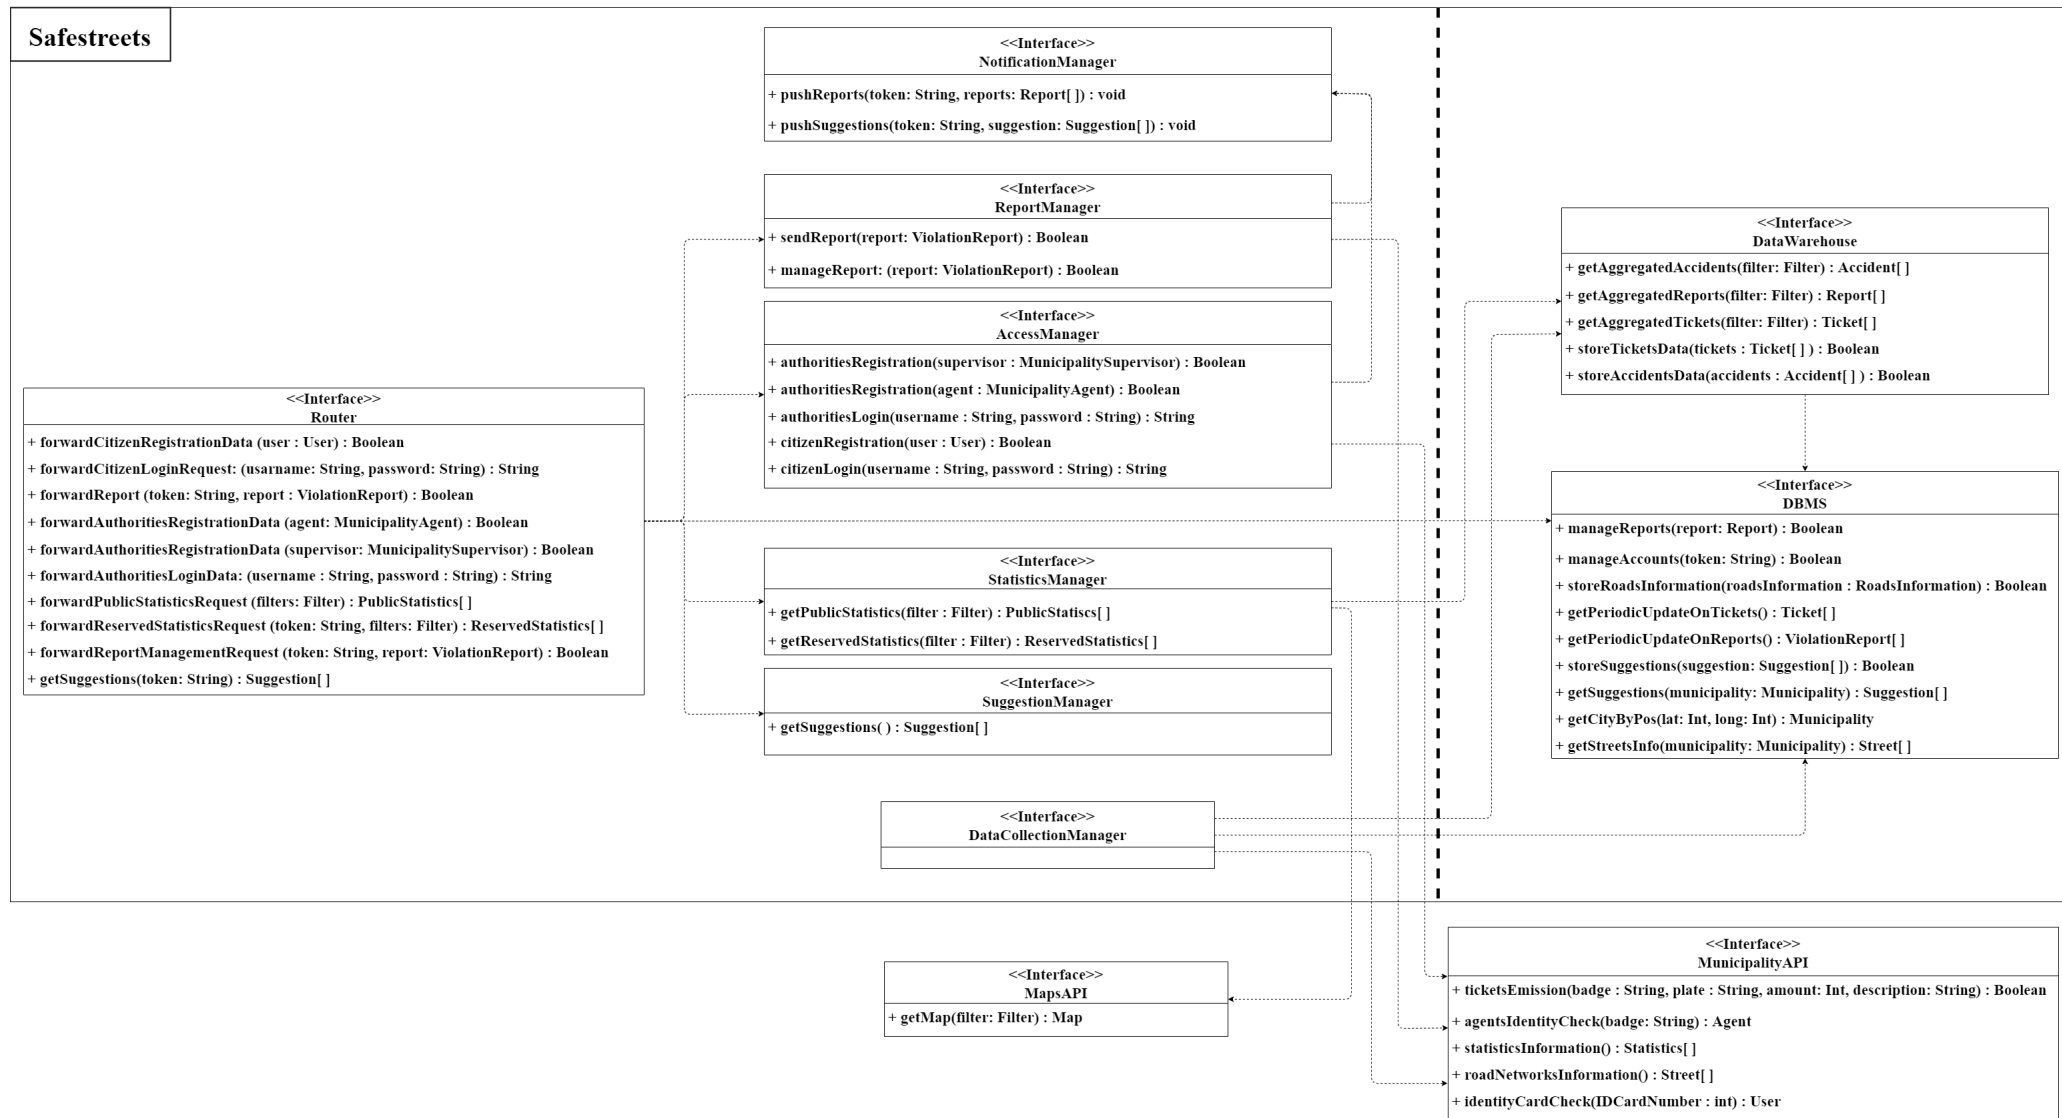 Safestreets
<<Interface>>
NotificationManager
+ pushReports(token: String, reports: Report[ ]) : void
+ pushSuggestions(token: String, suggestion: Suggestion[ ]) : void
<<Interface>>
ReportManager
+ sendReport(report: ViolationReport) : Boolean
+ manageReport: (report: ViolationReport) : Boolean
<<Interface>>
AccessManager
+ authoritiesRegistration(supervisor : MunicipalitySupervisor) : Boolean
+ authoritiesRegistration(agent : MunicipalityAgent) : Boolean
+ authoritiesLogin(username : String, password : String) : String
+ citizenRegistration(user : User) : Boolean
+ citizenLogin(username : String, password : String) : String
<<Interface>>
Router
+ forwardCitizenRegistrationData (user : User) : Boolean
+ forwardCitizenLoginRequest: (usarname: String, password: String) : String
+ forwardReport (token: String, report : ViolationReport) : Boolean
+ forwardAuthoritiesRegistrationData (agent: MunicipalityAgent) : Boolean
+ forwardAuthoritiesRegistrationData (supervisor: MunicipalitySupervisor) : Boolean
+ forwardAuthoritiesLoginData: (username : String, password : String) : String
+ forwardPublicStatisticsRequest (filters: Filter) : PublicStatistics[ ]
+ forwardReservedStatisticsRequest (token: String, filters: Filter) : ReservedStatistics[ ]
+ forwardReportManagementRequest (token: String, report: ViolationReport) : Boolean
+ getSuggestions(token: String) : Suggestion[ ]
<<Interface>>
StatisticsManager
+ getPublicStatistics(filter : Filter) : PublicStatiscs[ ]
+ getReservedStatistics(filter : Filter) : ReservedStatistics[ ]
<<Interface>>
SuggestionManager
+ getSuggestions( ) : Suggestion[ ]
<<Interface>>
DataCollectionManager
<<Interface>>
DataWarehouse
+ getAggregatedAccidents(filter: Filter) : Accident[ ]
+ getAggregatedReports(filter: Filter) : Report[ ]
+ getAggregatedTickets(filter: Filter) : Ticket[ ]
+ storeTicketsData(tickets : Ticket[ ] ) : Boolean
+ storeAccidentsData(accidents : Accident[ ] ) : Boolean
<<Interface>>
DBMS
+ manageReports(report: Report) : Boolean
+ manageAccounts(token: String) : Boolean
+ storeRoadsInformation(roadsInformation : RoadsInformation) : Boolean
+ getPeriodicUpdateOnTickets() : Ticket[ ]
+ getPeriodicUpdateOnReports() : ViolationReport[ ]
+ storeSuggestions(suggestion: Suggestion[ ]) : Boolean
+ getSuggestions(municipality: Municipality) : Suggestion[ ]
+ getCityByPos(lat: Int, long: Int) : Municipality
+ getStreetsInfo(municipality: Municipality) : Street[ ]
<<Interface>>
MapsAPI
+ getMap(filter: Filter) : Map
<<Interface>>
MunicipalityAPI
+ ticketsEmission(badge : String, plate : String, amount: Int, description: String) : Boolean
+ agentsIdentityCheck(badge: String) : Agent
+ statisticsInformation() : Statistics[ ]
+ roadNetworksInformation() : Street[ ]
+ identityCardCheck(IDCardNumber : int) : User